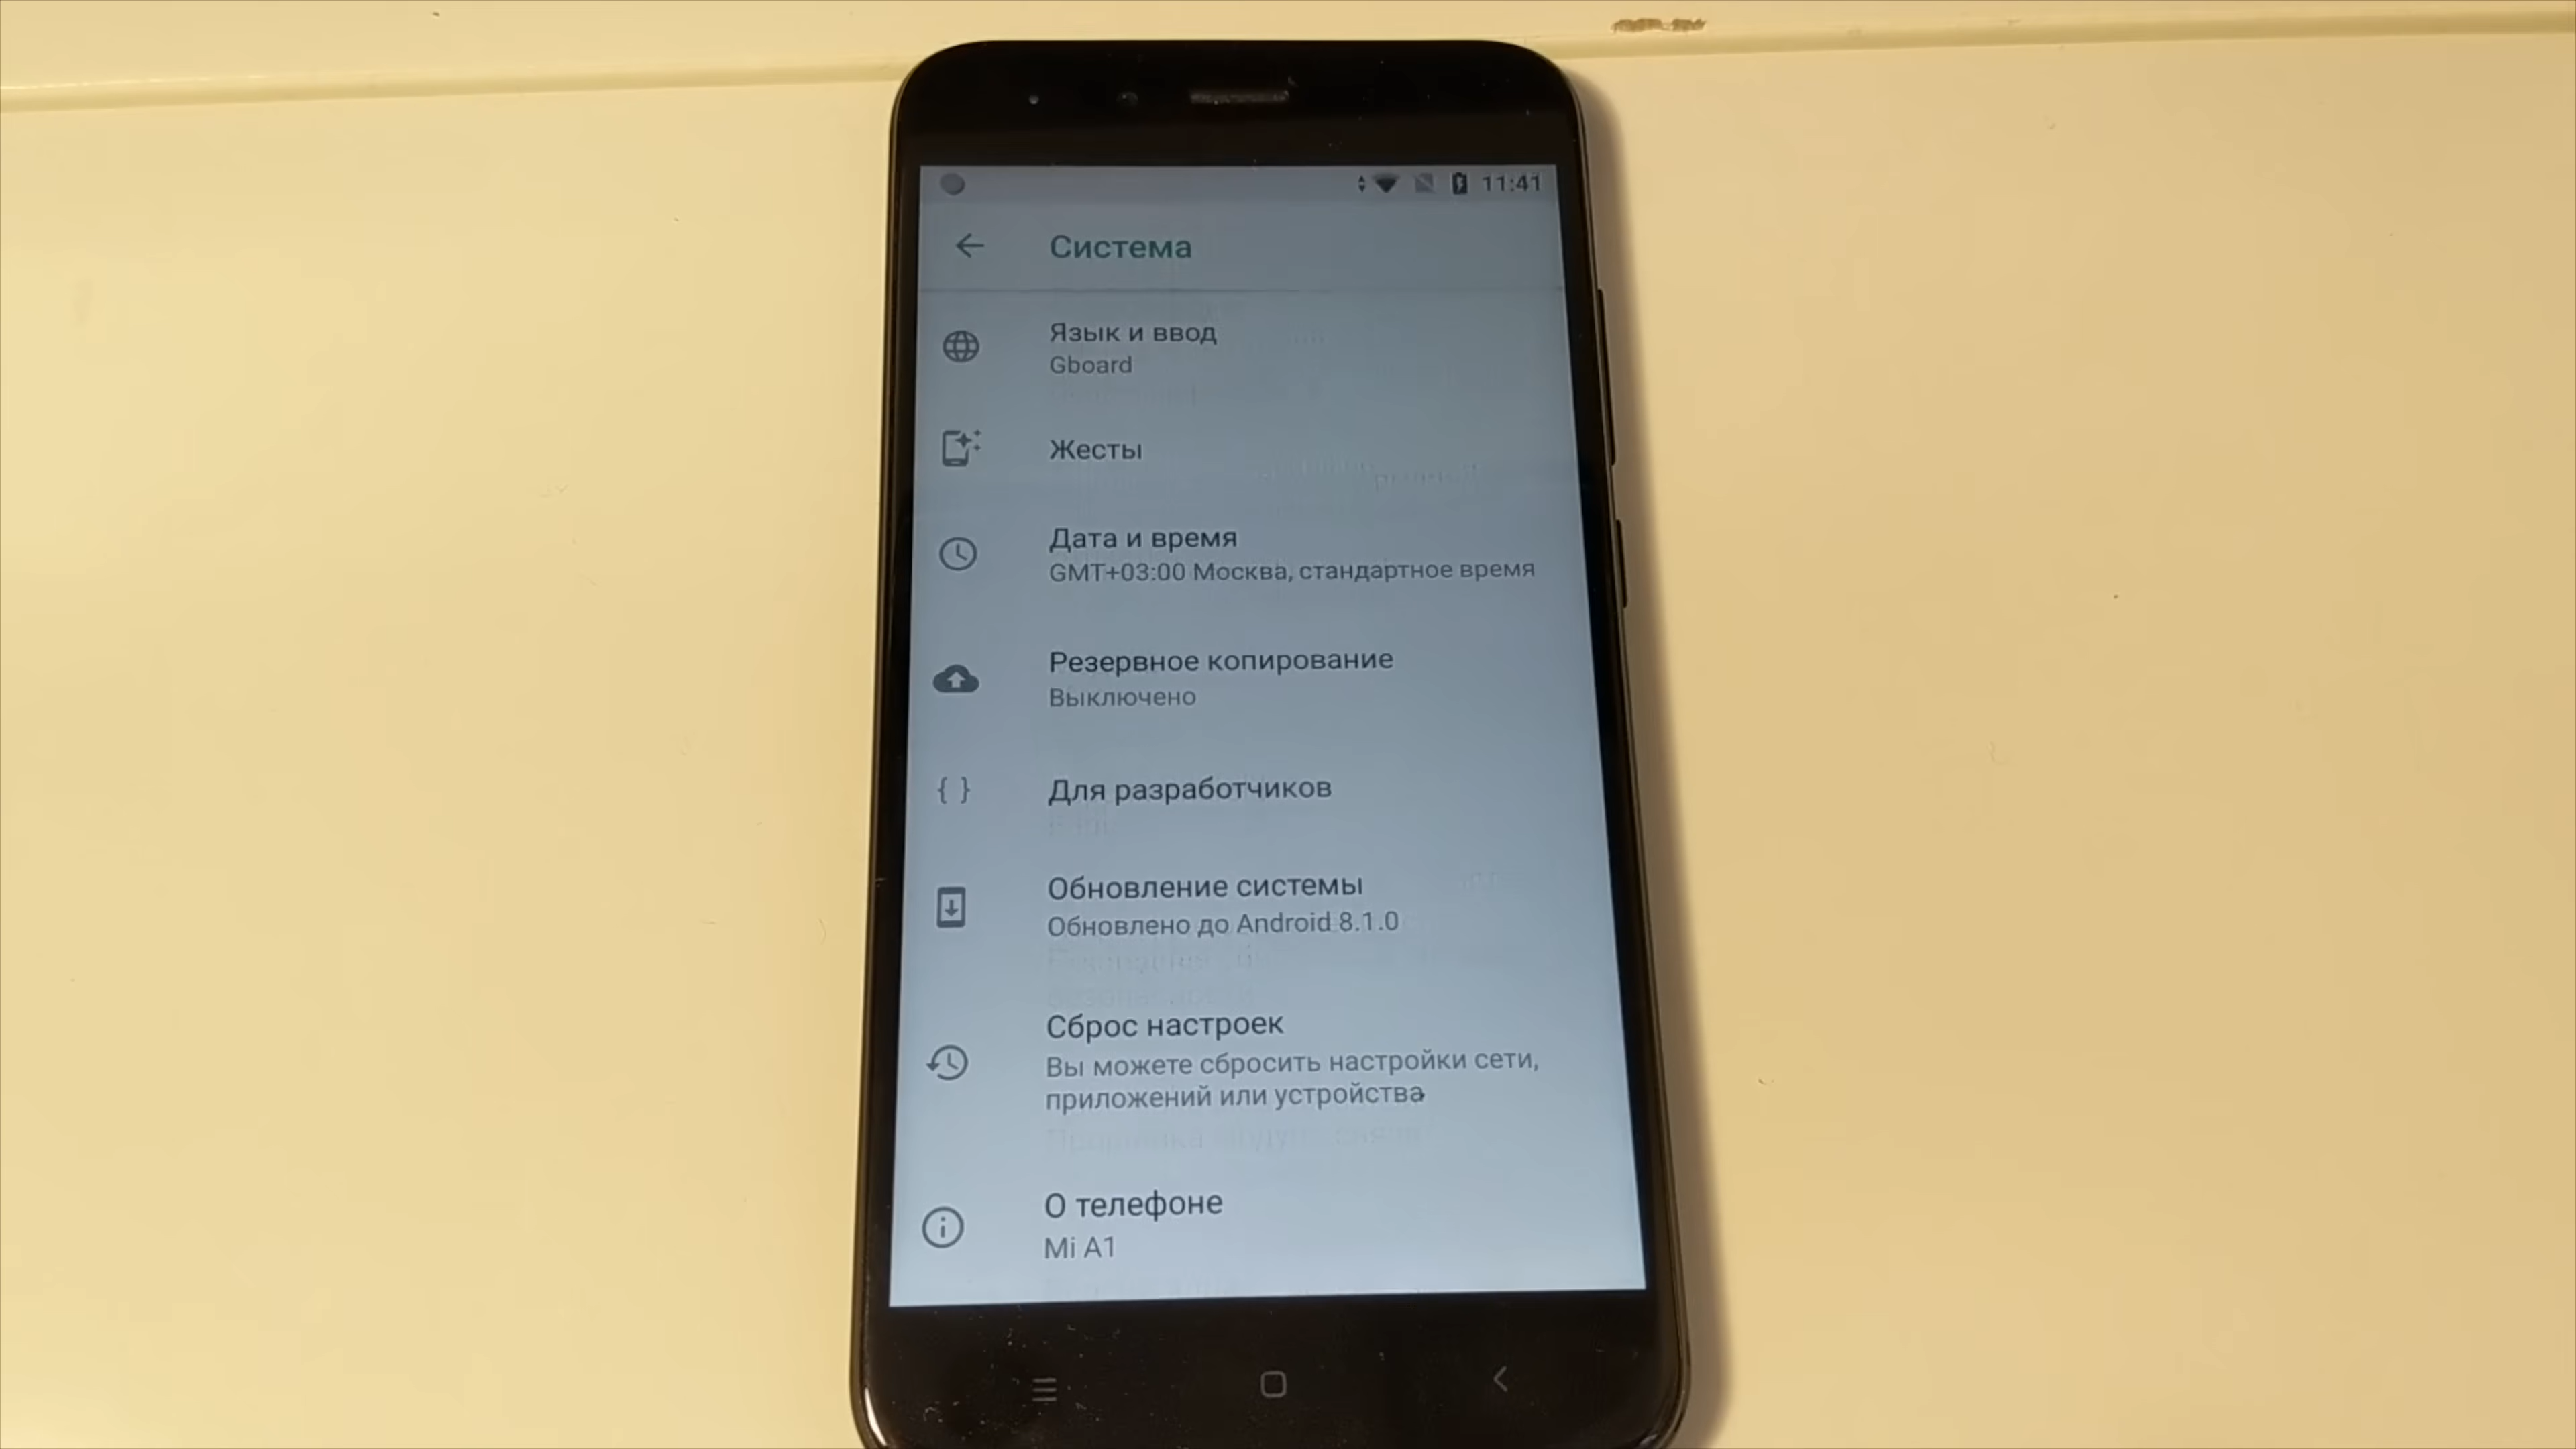 11:41
Система
Язык и ввод
Gboard
Жесты
Дата и время
GMT+03:00 Москва, стандартное время
Резервное копирование
Выключено
{ }
Для разработчиков
Обновление системы
Обновлено до Android 8.1.0
Сброс настроек
Вы можете сбросить настройки сети,
приложений или устройства
О телефоне
Mi A1